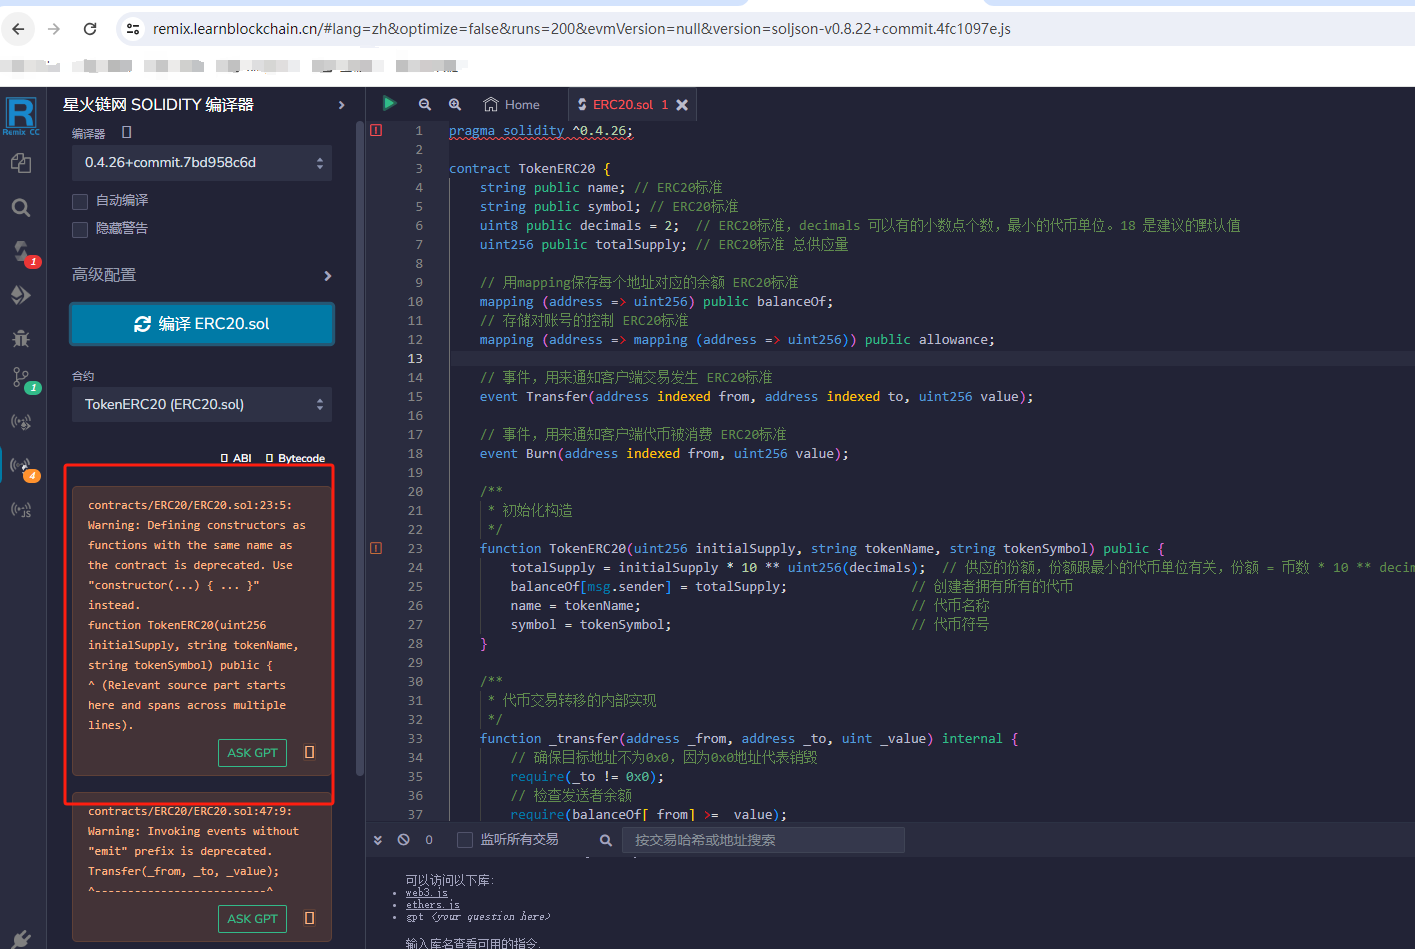 remix.learnblockchain.cn/#lang=zh&optimize=false&runs=200&evmVersion=null&version=soljson-v0.8.22+commit.4fc1097e.js
Remix CC
星火链网 SOLIDITY 编译器
编译器
0.4.26+commit.7bd958c6d
自动编译
隐藏警告
高级配置
编译 ERC20.sol
合约
TokenERC20 (ERC20.sol)
ABI
Bytecode
contracts/ERC20/ERC20.sol:23:5:
Warning: Defining constructors as
functions with the same name as
the contract is deprecated. Use
"constructor(...) { ... }"
instead.
function TokenERC20(uint256
initialSupply, string tokenName,
string tokenSymbol) public {
^ (Relevant source part starts
here and spans across multiple
lines).
ASK GPT
contracts/ERC20/ERC20.sol:47:9:
Warning: Invoking events without
"emit" prefix is deprecated.
Transfer(_from, _to, _value);
^--------------------------^
ASK GPT
1
1
4
JS
Home
ERC20.sol 1
1 pragma solidity ^0.4.26;
2
3 contract TokenERC20 {
4 string public name; // ERC20标准
5 string public symbol; // ERC20标准
6 uint8 public decimals = 2; // ERC20标准，decimals 可以有的小数点个数，最小的代币单位。18 是建议的默认值
7 uint256 public totalSupply; // ERC20标准 总供应量
8
9 // 用mapping保存每个地址对应的余额 ERC20标准
10 mapping (address => uint256) public balanceOf;
11 // 存储对账号的控制 ERC20标准
12 mapping (address => mapping (address => uint256)) public allowance;
13
14 // 事件，用来通知客户端交易发生 ERC20标准
15 event Transfer(address indexed from, address indexed to, uint256 value);
16
17 // 事件，用来通知客户端代币被消费 ERC20标准
18 event Burn(address indexed from, uint256 value);
19
20 /**
21 * 初始化构造
22 */
23 function TokenERC20(uint256 initialSupply, string tokenName, string tokenSymbol) public {
24 totalSupply = initialSupply * 10 ** uint256(decimals); // 供应的份额，份额跟最小的代币单位有关，份额 = 币数 * 10 ** decim
25 balanceOf[msg.sender] = totalSupply; // 创建者拥有所有的代币
26 name = tokenName; // 代币名称
27 symbol = tokenSymbol; // 代币符号
28 }
29
30 /**
31 * 代币交易转移的内部实现
32 */
33 function _transfer(address _from, address _to, uint _value) internal {
34 // 确保目标地址不为0x0，因为0x0地址代表销毁
35 require(_to != 0x0);
36 // 检查发送者余额
37 require(balanceOf[_from] >= _value);
0
监听所有交易
按交易哈希或地址搜索
可以访问以下库:
• web3.js
• ethers.js
• gpt <your question here>
输入库名查看可用的指令.